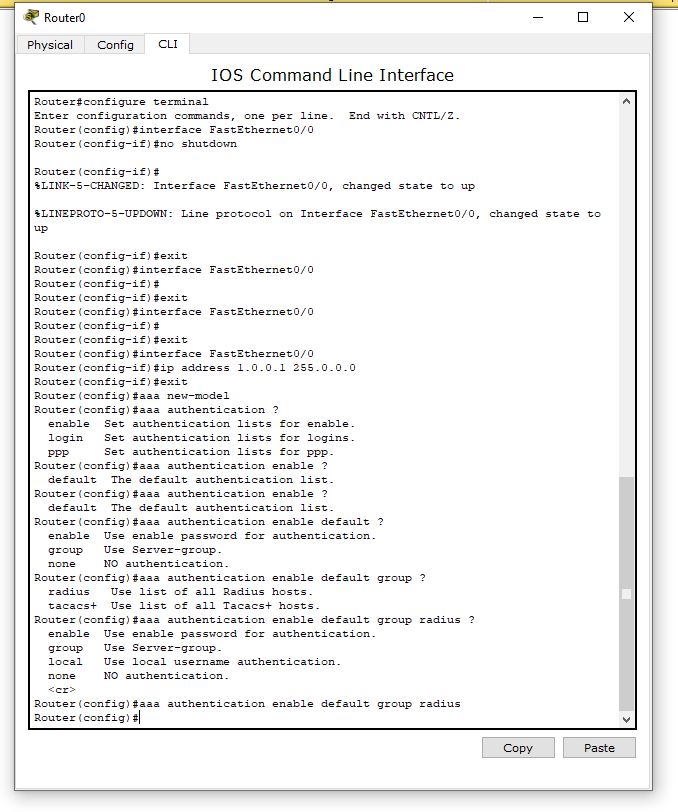 Router0
Physical Config CLI
IOS Command Line Interface
Router#configure terminal
Enter configuration commands, one per line.  End with CNTL/Z.
Router(config)#interface FastEthernet0/0
Router(config-if)#no shutdown
Router(config-if)#
%LINK-5-CHANGED: Interface FastEthernet0/0, changed state to up
%LINEPROTO-5-UPDOWN: Line protocol on Interface FastEthernet0/0, changed state to
up
Router(config-if)#exit
Router(config)#interface FastEthernet0/0
Router(config-if)#
Router(config-if)#exit
Router(config)#interface FastEthernet0/0
Router(config-if)#
Router(config-if)#exit
Router(config)#interface FastEthernet0/0
Router(config-if)#ip address 1.0.0.1 255.0.0.0
Router(config-if)#exit
Router(config)#aaa new-model
Router(config)#aaa authentication ?
  enable  Set authentication lists for enable.
  login   Set authentication lists for logins.
  ppp     Set authentication lists for ppp.
Router(config)#aaa authentication enable ?
  default  The default authentication list.
Router(config)#aaa authentication enable ?
  default  The default authentication list.
Router(config)#aaa authentication enable default ?
  enable  Use enable password for authentication.
  group   Use Server-group.
  none    NO authentication.
Router(config)#aaa authentication enable default group ?
  radius   Use list of all Radius hosts.
  tacacs+  Use list of all Tacacs+ hosts.
Router(config)#aaa authentication enable default group radius ?
  enable  Use enable password for authentication.
  group   Use Server-group.
  local   Use local username authentication.
  none    NO authentication.
  <cr>
Router(config)#aaa authentication enable default group radius
Router(config)#
Copy Paste